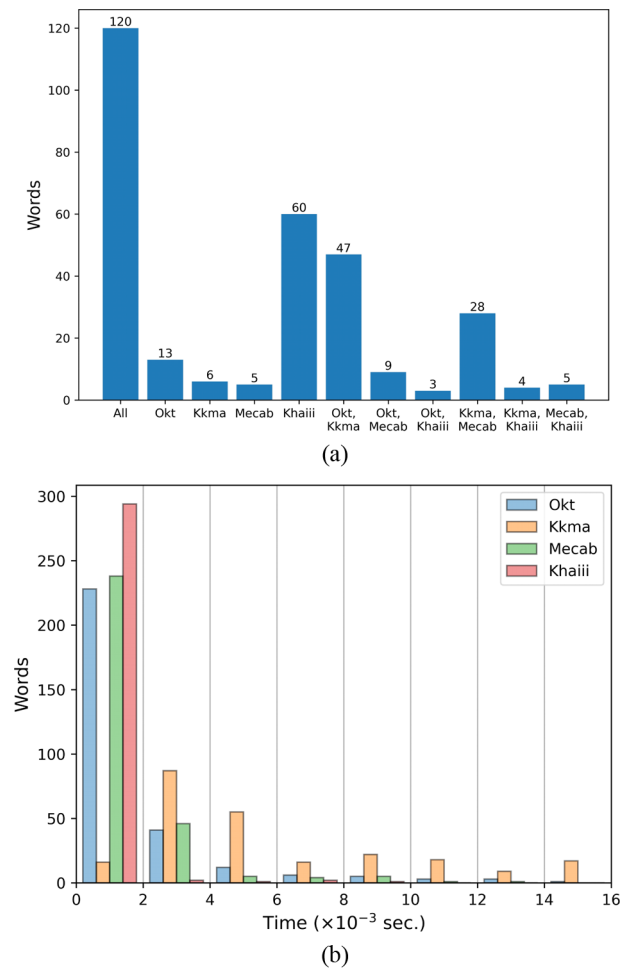 120
120
100
80
60
40
20
0
Words
13
6
5
60
47
9
3
28
4
5
All
Okt
Kkma
Mecab
Khaiii
Okt,
Kkma
Okt,
Mecab
Okt,
Khaiii
Kkma,
Mecab
Kkma,
Khaiii
Mecab,
Khaiii
(a)
300
250
200
150
100
50
0
Words
Okt
Kkma
Mecab
Khaiii
0 2 4 6 8 10 12 14 16
Time (×10⁻³ sec.)
(b)